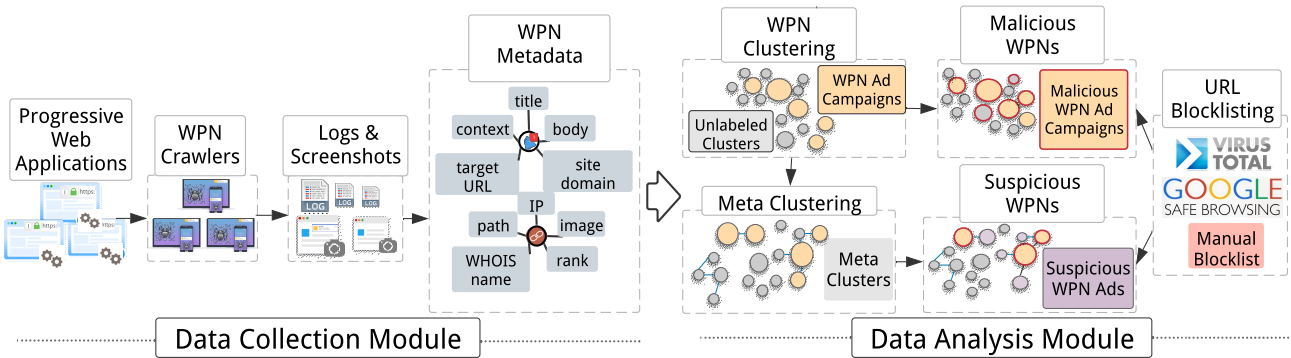 Progressive
Web
Applications
https:
https:
https:
WPN
Crawlers
Logs &
Screenshots
LOG
LOG
LOG
WPN
Metadata
title
context
body
target
URL
site
domain
IP
path
image
WHOIS
name
rank
Data Collection Module
WPN
Clustering
WPN Ad
Campaigns
Unlabeled
Clusters
Meta Clustering
Meta
Clusters
Malicious
WPNs
Malicious
WPN Ad
Campaigns
Suspicious
WPNs
Suspicious
WPN Ads
URL
Blocklisting
VIRUS
TOTAL
GOOGLE
SAFE BROWSING
Manual
Blocklist
Data Analysis Module